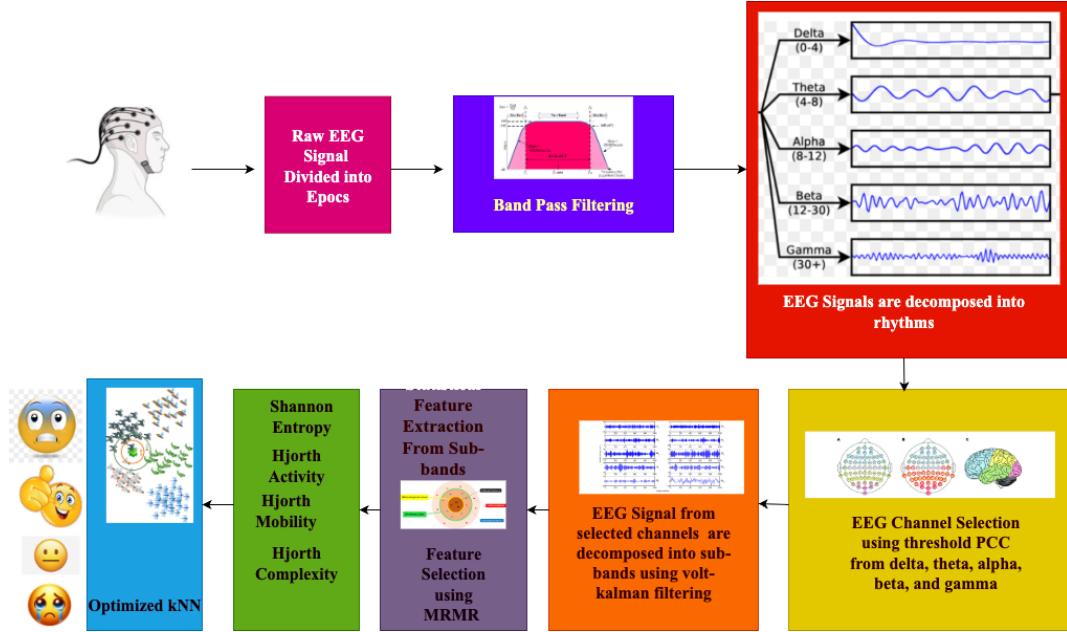 Raw EEG
Signal
Divided into
Epocs
Band Pass Filtering
Delta
(0-4)
Theta
(4-8)
Alpha
(8-12)
Beta
(12-30)
Gamma
(30+)
EEG Signals are decomposed into
rhythms
EEG Channel Selection
using threshold PCC
from delta, theta, alpha,
beta, and gamma
EEG Signal from
selected channels are
decomposed into sub-
bands using volt-
kalman filtering
Feature
Extraction
From Sub-
bands
Feature
Selection
using
MRMR
Shannon
Entropy
Hjorth
Activity
Hjorth
Mobility
Hjorth
Complexity
Optimized kNN